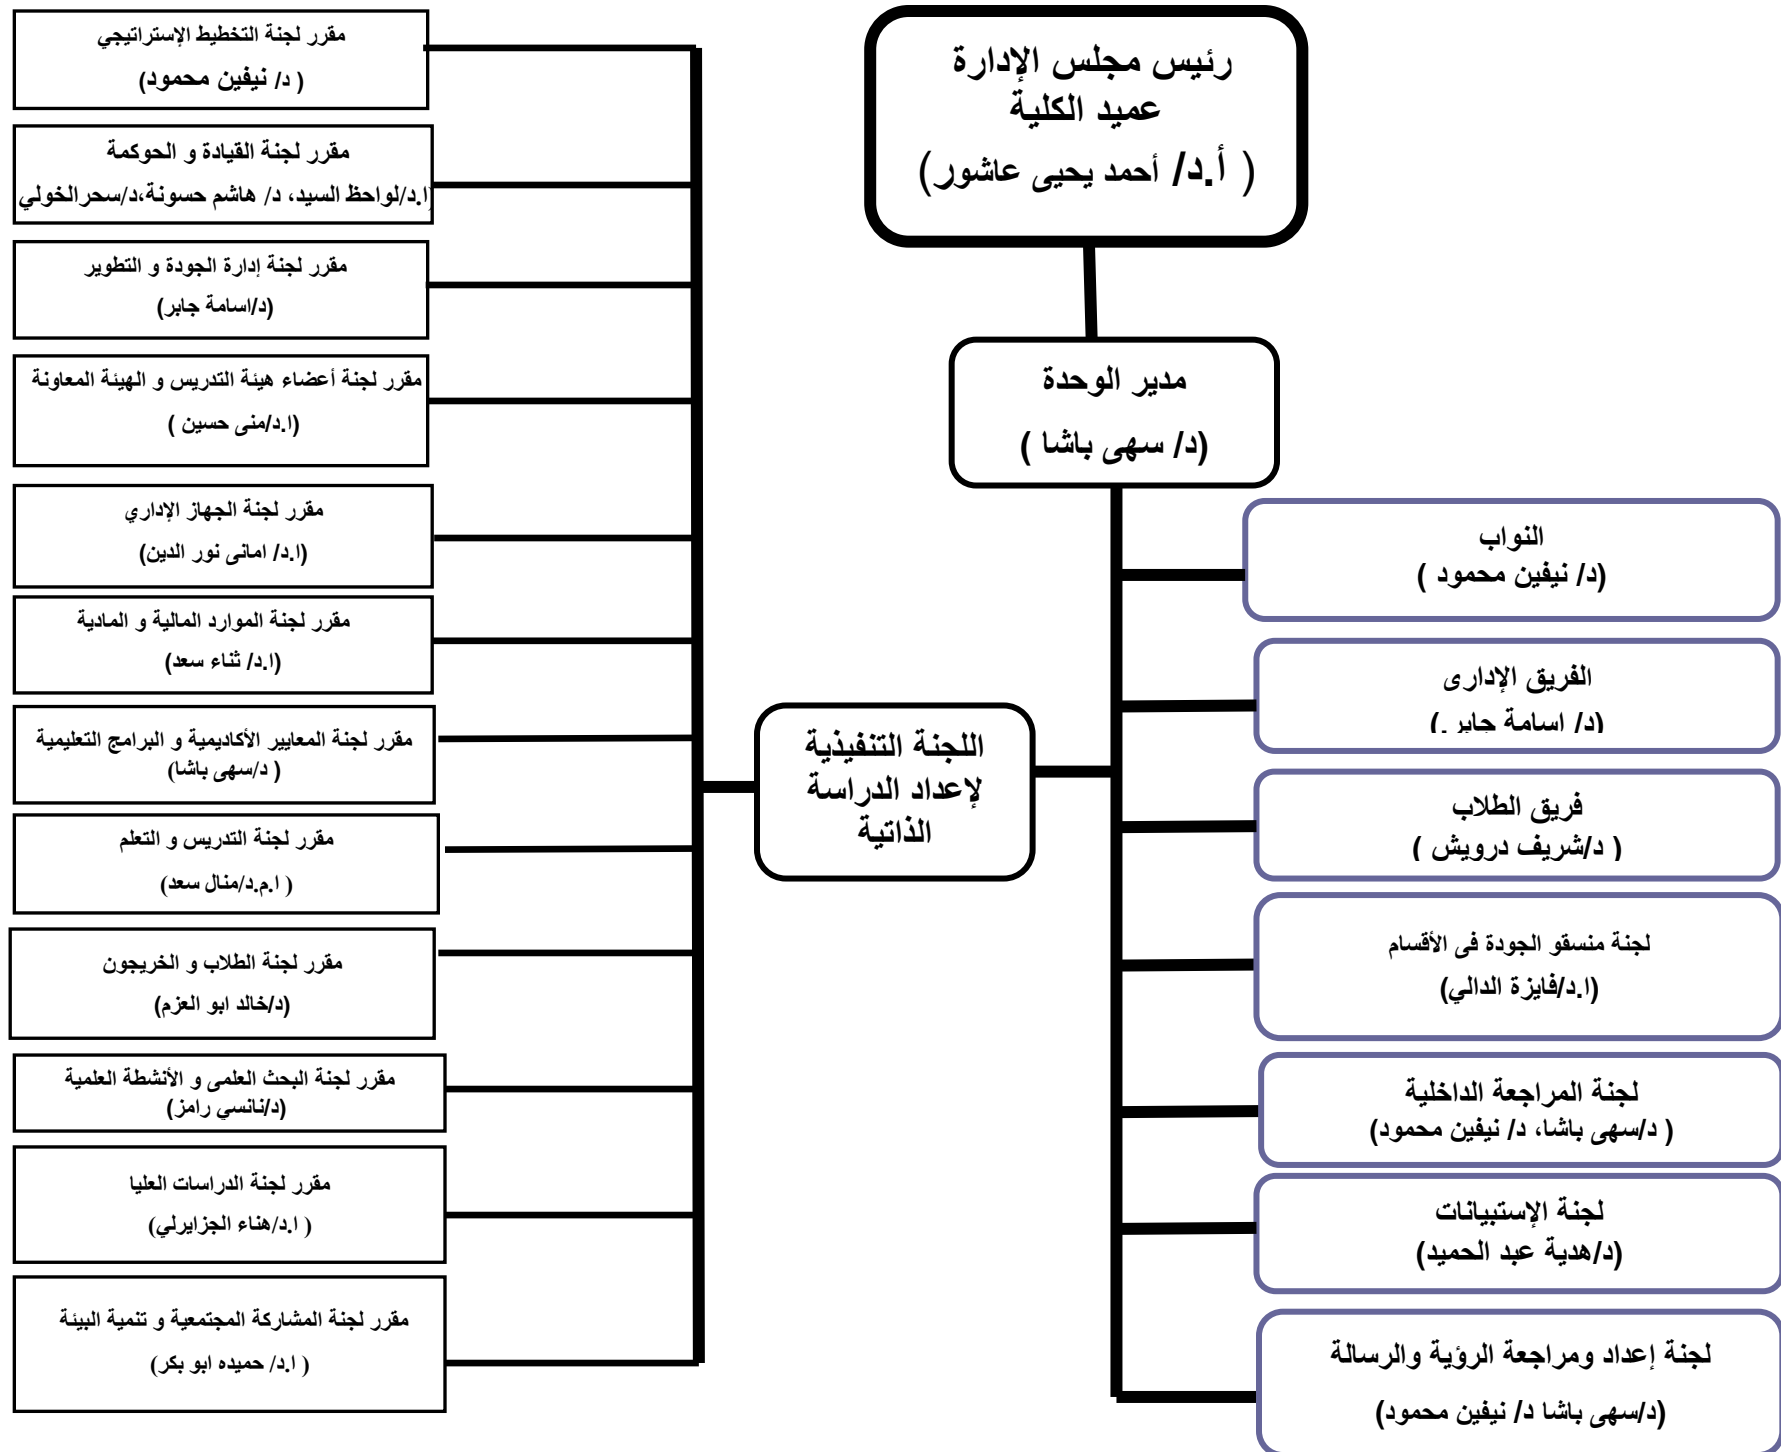 رئيس مجلس الإدارة
عميد الكلية
( أ.د/ أحمد يحيى عاشور)
مدير الوحدة
(د/ سهى باشا )
النواب
(د/ نيفين محمود )
الفريق الإدارى
(د/ اسامة جابر )
فريق الطلاب
( د/شريف درويش )
لجنة منسقو الجودة فى الأقسام
(ا.د/فايزة الدالي)
لجنة المراجعة الداخلية
( د/سهى باشا، د/ نيفين محمود)
لجنة الإستبيانات
(د/هدية عبد الحميد)
لجنة إعداد ومراجعة الرؤية والرسالة
(د/سهى باشا د/ نيفين محمود)
اللجنة التنفيذية
لإعداد الدراسة
الذاتية
مقرر لجنة التخطيط الإستراتيجي
( د/ نيفين محمود)
مقرر لجنة القيادة و الحوكمة
(ا.د/لواحظ السيد، د/ هاشم حسونة،د/سحرالخولي
مقرر لجنة إدارة الجودة و التطوير
(د/اسامة جابر)
مقرر لجنة أعضاء هيئة التدريس و الهيئة المعاونة
(ا.د/منى حسين )
مقرر لجنة الجهاز الإداري
(ا.د/ امانى نور الدين)
مقرر لجنة الموارد المالية و المادية
(ا.د/ ثناء سعد)
مقرر لجنة المعايير الأكاديمية و البرامج التعليمية
( د/سهى باشا)
مقرر لجنة التدريس و التعلم
( ا.م.د/منال سعد)
مقرر لجنة الطلاب و الخريجون
(د/خالد ابو العزم)
مقرر لجنة البحث العلمى و الأنشطة العلمية
(د/نانسي رامز)
مقرر لجنة الدراسات العليا
( ا.د/هناء الجزايرلي)
مقرر لجنة المشاركة المجتمعية و تنمية البيئة
( ا.د/ حميده ابو بكر)